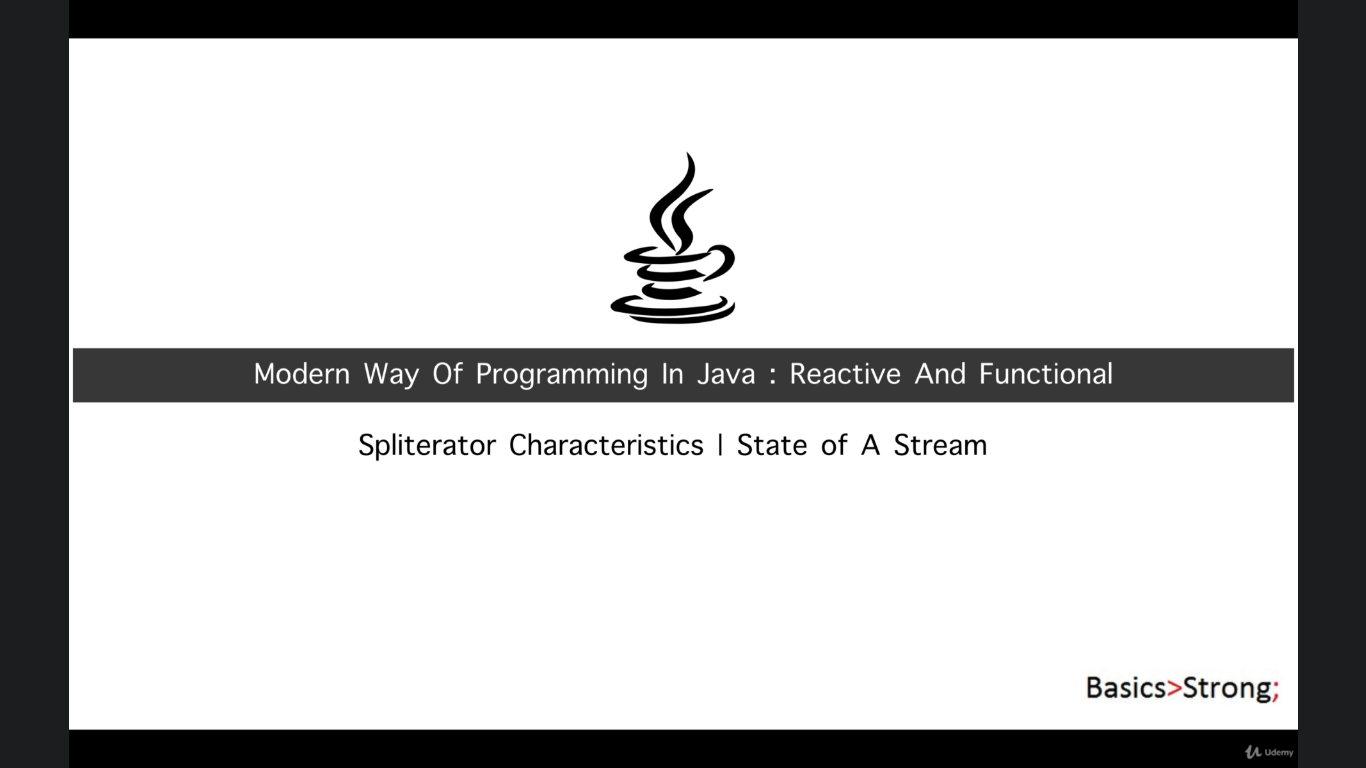 Modern Way Of Programming In Java : Reactive And Functional
Spliterator Characteristics | State of A Stream
Basics>Strong;
Udemy